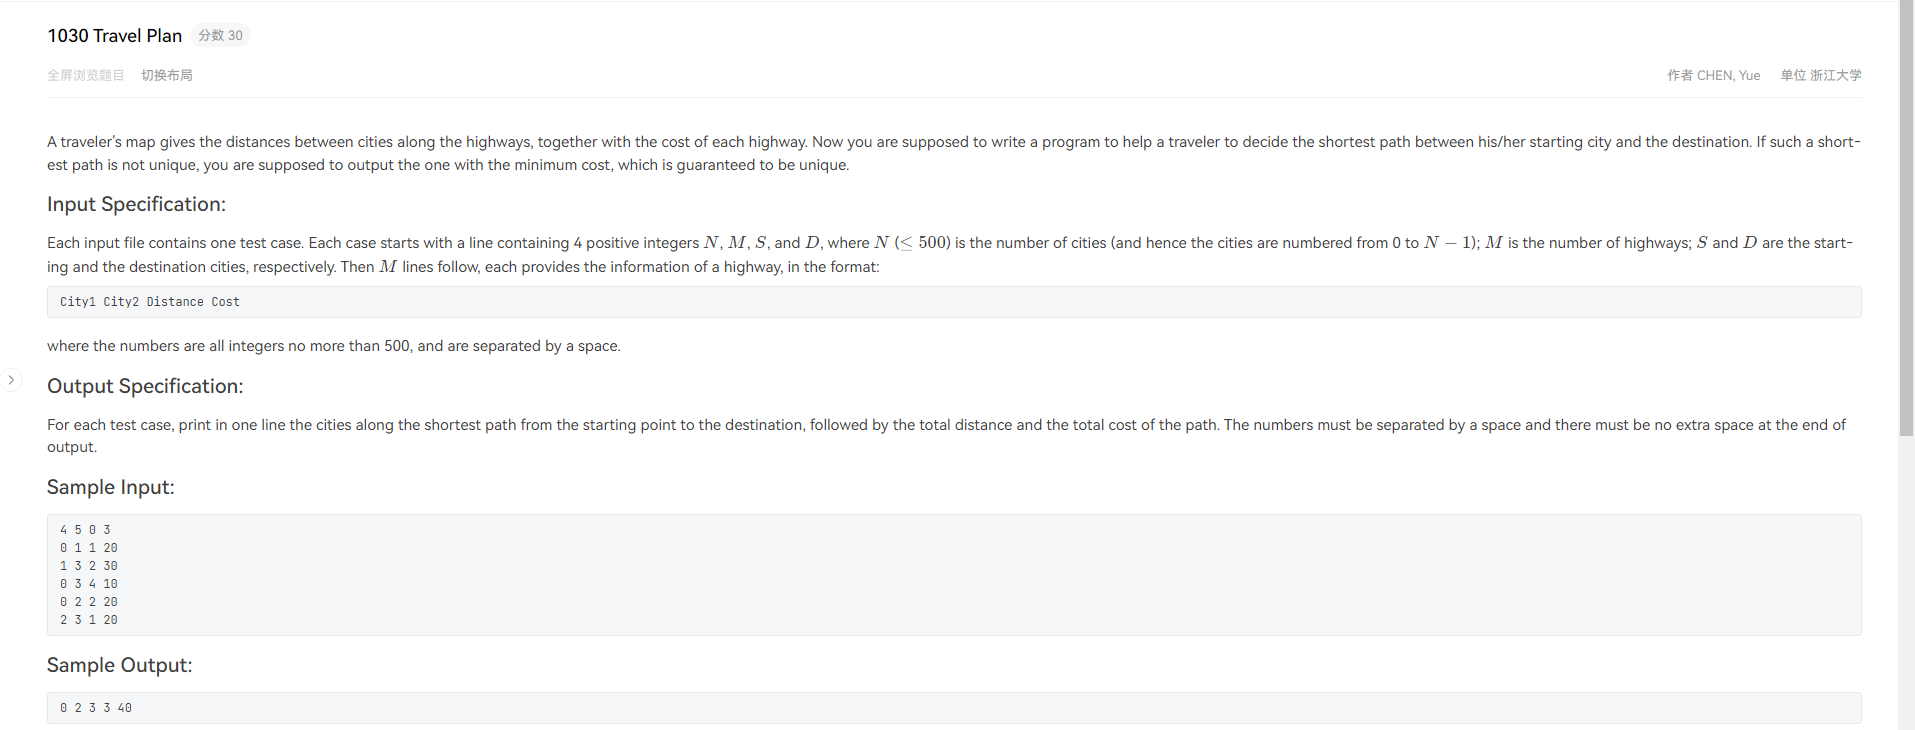 1030 Travel Plan 分数 30
全屏浏览题目 切换布局 作者 CHEN, Yue 单位 浙江大学
A traveler's map gives the distances between cities along the highways, together with the cost of each highway. Now you are supposed to write a program to help a traveler to decide the shortest path between his/her starting city and the destination. If such a short-
est path is not unique, you are supposed to output the one with the minimum cost, which is guaranteed to be unique.
Input Specification:
Each input file contains one test case. Each case starts with a line containing 4 positive integers N, M, S, and D, where N (≤ 500) is the number of cities (and hence the cities are numbered from 0 to N − 1); M is the number of highways; S and D are the start-
ing and the destination cities, respectively. Then M lines follow, each provides the information of a highway, in the format:
City1 City2 Distance Cost
where the numbers are all integers no more than 500, and are separated by a space.
Output Specification:
For each test case, print in one line the cities along the shortest path from the starting point to the destination, followed by the total distance and the total cost of the path. The numbers must be separated by a space and there must be no extra space at the end of
output.
Sample Input:
4 5 0 3
0 1 1 20
1 3 2 30
0 3 4 10
0 2 2 20
2 3 1 20
Sample Output:
0 2 3 3 40